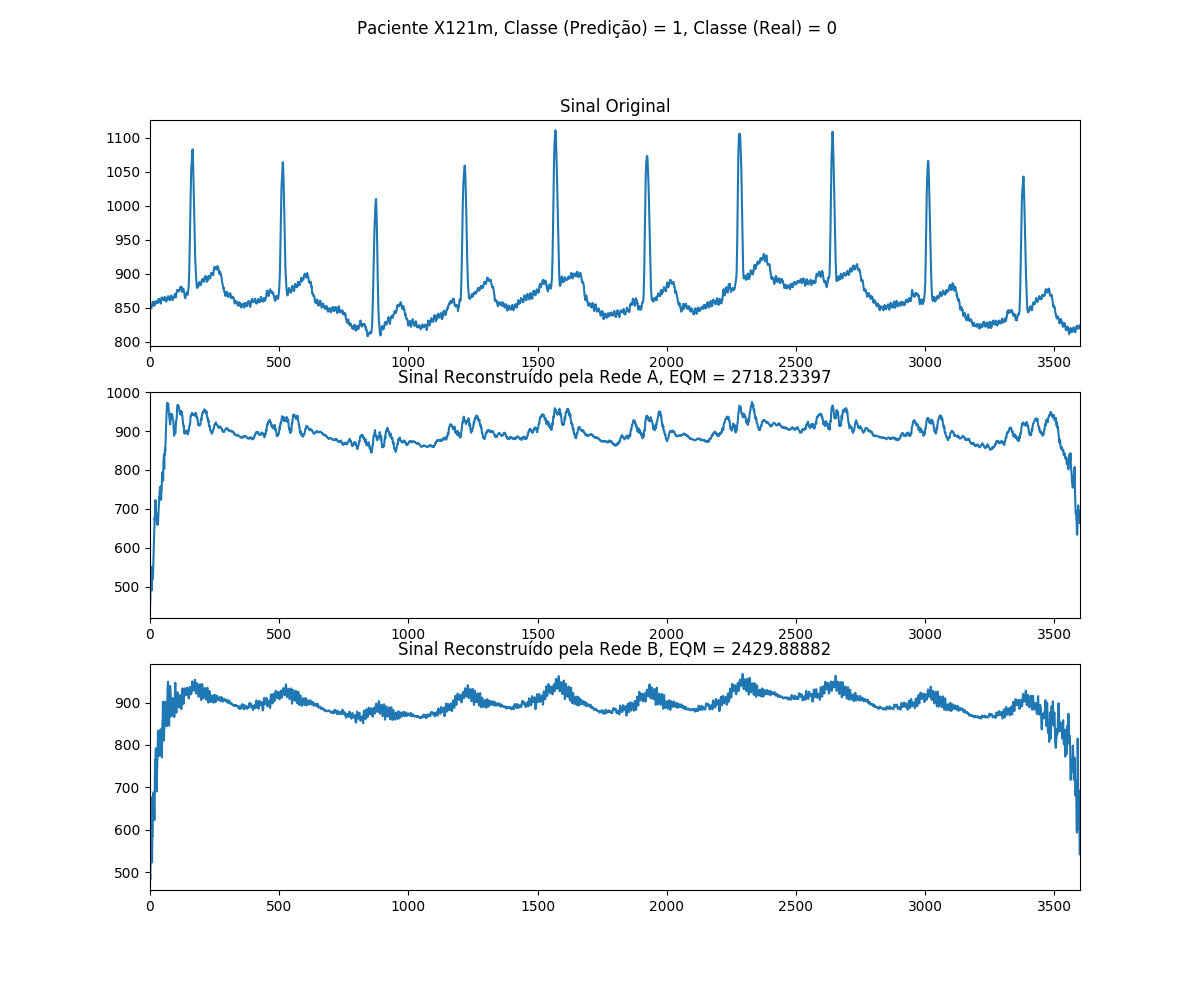 Paciente X121m, Classe (Predição) = 1, Classe (Real) = 0
Sinal Original
1100
1050
1000
950
900
850
800
0 500 1000 1500 2000 2500 3000 3500
Sinal Reconstruído pela Rede A, EQM = 2718.23397
1000
900
800
700
600
500
0 500 1000 1500 2000 2500 3000 3500
Sinal Reconstruído pela Rede B, EQM = 2429.88882
900
800
700
600
500
0 500 1000 1500 2000 2500 3000 3500